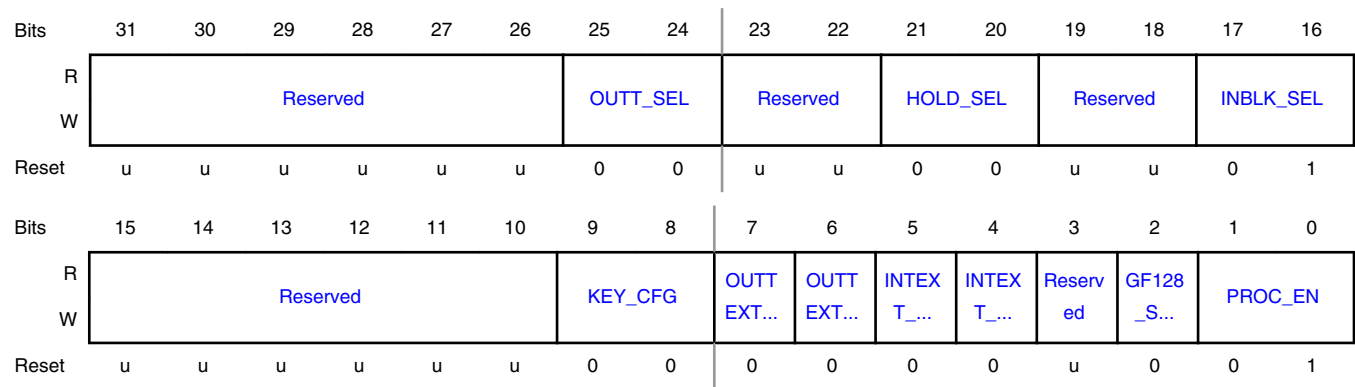 Bits 31 30 29 28 27 26 25 24 23 22 21 20 19 18 17 16
R
Reserved OUTT_SEL Reserved HOLD_SEL Reserved INBLK_SEL
W
Reset u u u u u u 0 0 u u 0 0 u u 0 1
Bits 15 14 13 12 11 10 9 8 7 6 5 4 3 2 1 0
R OUTT OUTT INTEX INTEX Reserv GF128
Reserved KEY_CFG PROC_EN
W EXT... EXT... T_... T_... ed _S...
Reset u u u u u u 0 0 0 0 0 0 u 0 0 1